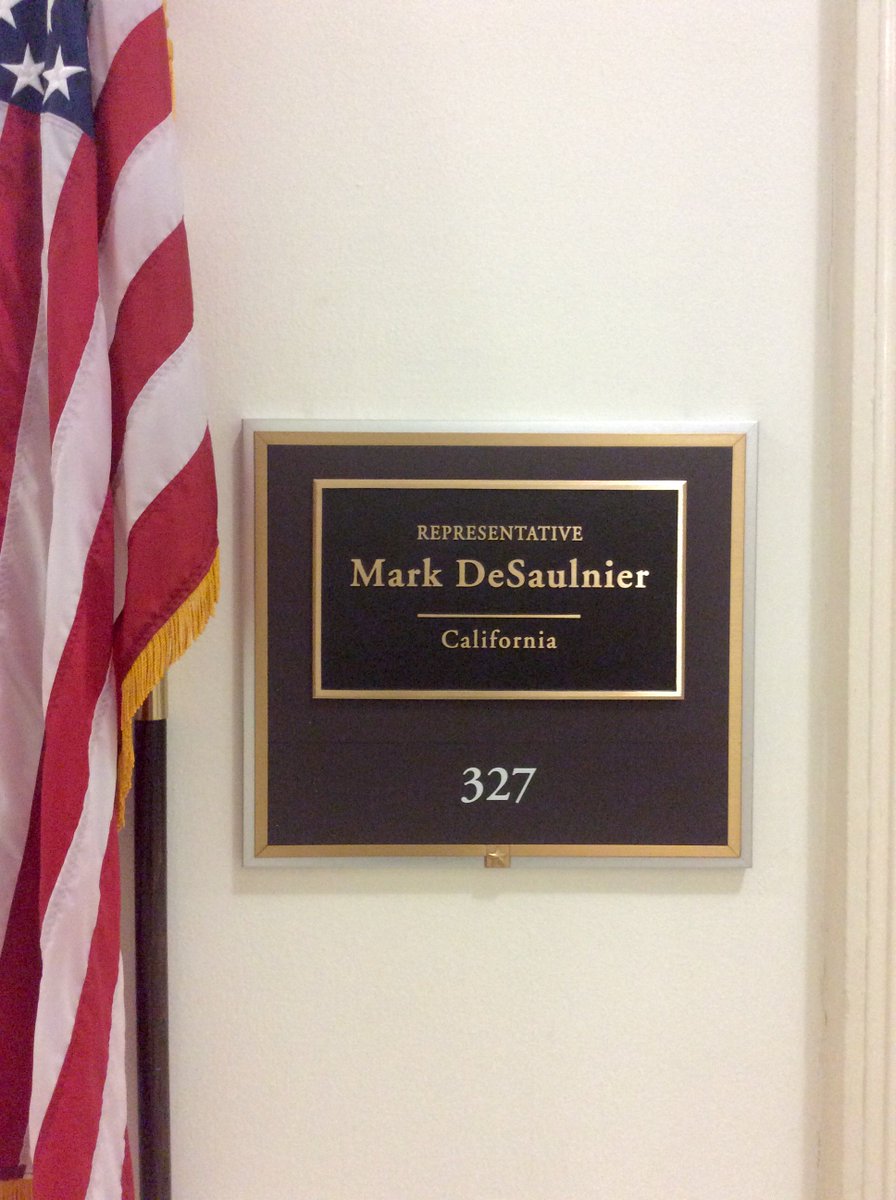 REPRESENTATIVE
Mark DeSaulnier
California
327